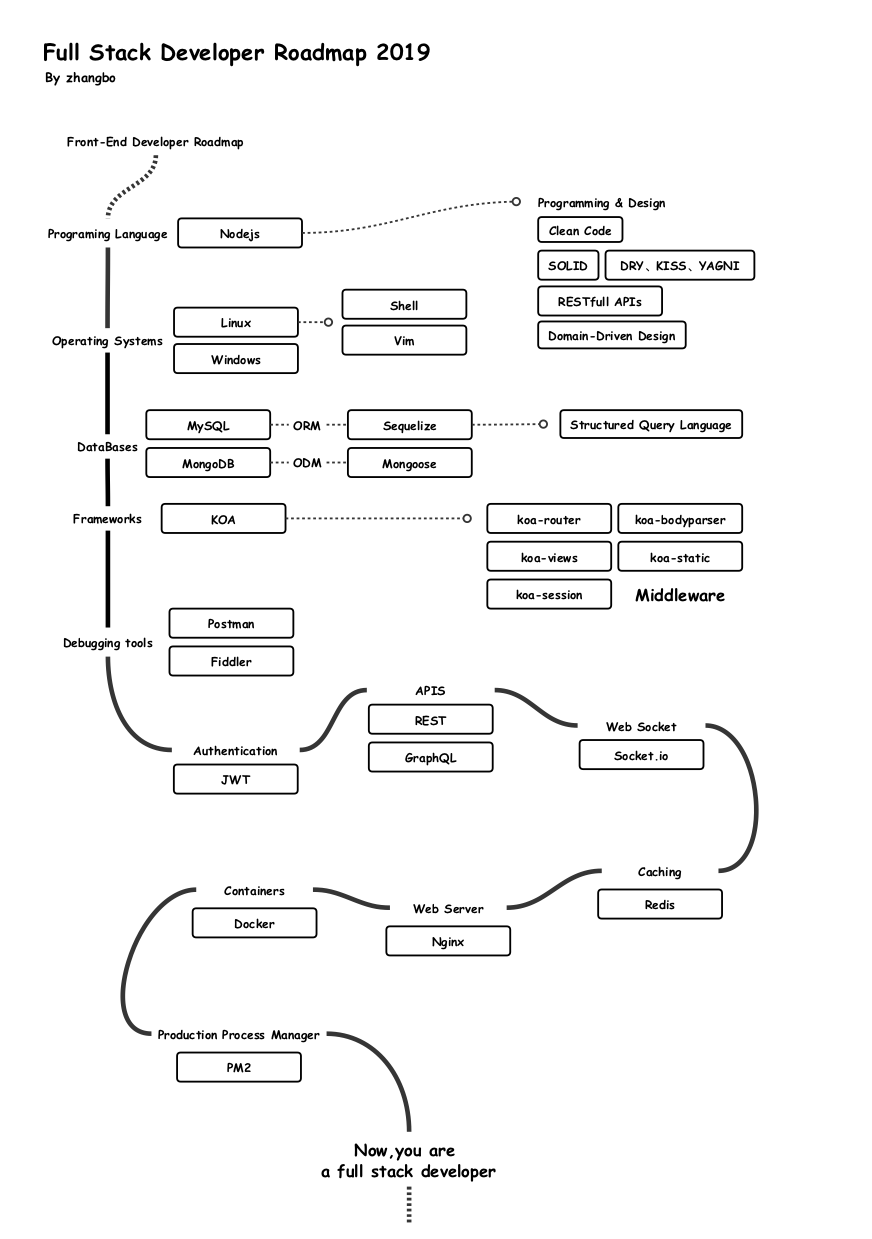 Full Stack Developer Roadmap 2019
By zhangbo
Front-End Developer Roadmap
Programing Language
Nodejs
Programming & Design
Clean Code
SOLID
DRY、KISS、YAGNI
RESTfull APIs
Domain-Driven Design
Operating Systems
Linux
Windows
Shell
Vim
DataBases
MySQL
ORM
Sequelize
Structured Query Language
MongoDB
ODM
Mongoose
Frameworks
KOA
koa-router
koa-bodyparser
koa-views
koa-static
koa-session
Middleware
Debugging tools
Postman
Fiddler
Authentication
JWT
APIS
REST
GraphQL
Web Socket
Socket.io
Caching
Redis
Web Server
Nginx
Containers
Docker
Production Process Manager
PM2
Now,you are
a full stack developer